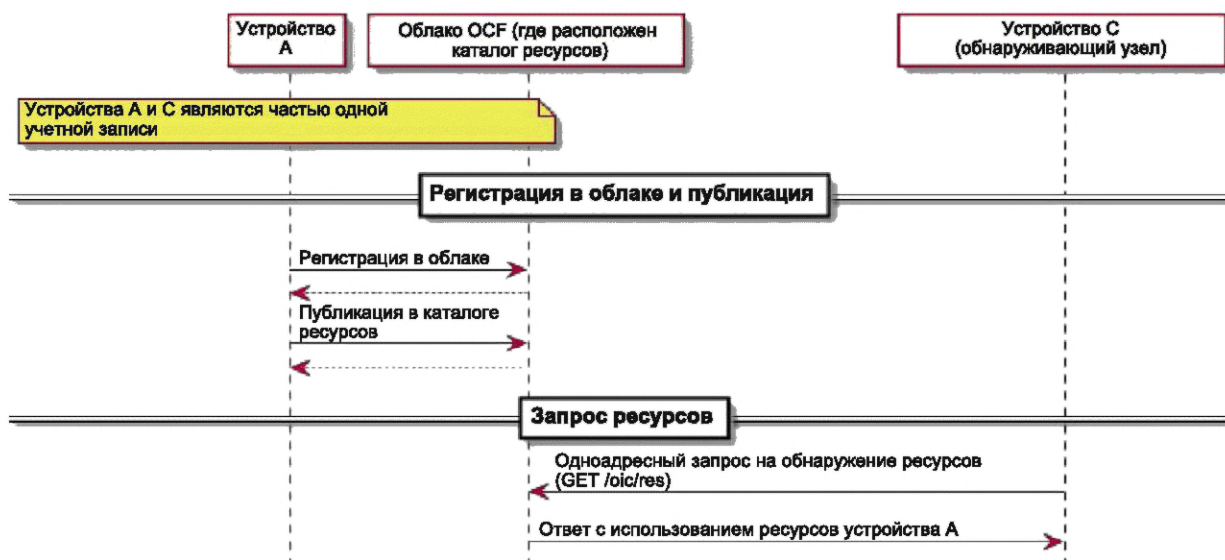 Устройство
А
Облако OCF (где расположен
каталог ресурсов)
Устройство С
(обнаруживающий узел)
Устройства А и С являются частью одной
учетной записи
Регистрация в облаке и публикация
Регистрация в облаке
Публикация в каталоге
ресурсов
Запрос ресурсов
Одноадресный запрос на обнаружение ресурсов
(GET /oic/res)
Ответ с использованием ресурсов устройства А